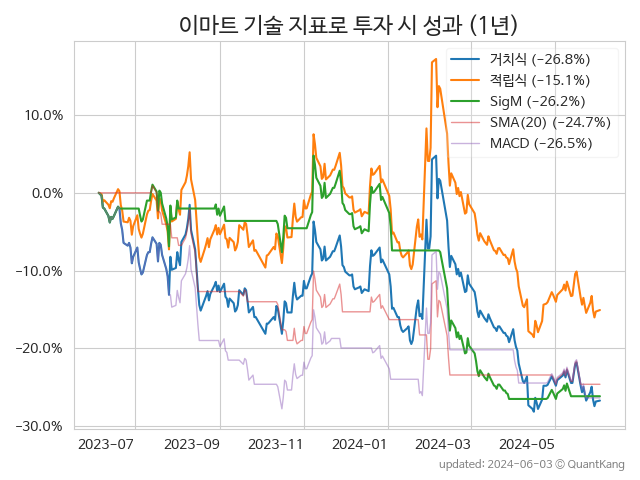 이마트 기술 지표로 투자 시 성과 (1년)
거치식 (−26.8%)
적립식 (−15.1%)
SigM (−26.2%)
SMA(20) (−24.7%)
MACD (−26.5%)
10.0%
0.0%
−10.0%
−20.0%
−30.0%
2023-07 2023-09 2023-11 2024-01 2024-03 2024-05
updated: 2024-06-03 ⓒ QuantKang